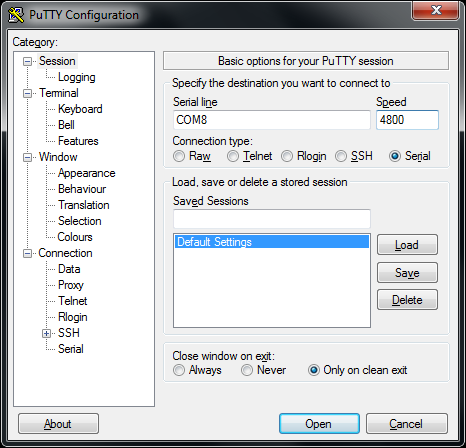 PuTTY Configuration
Category:
Session
Logging
Terminal
Keyboard
Bell
Features
Window
Appearance
Behaviour
Translation
Selection
Colours
Connection
Data
Proxy
Telnet
Rlogin
SSH
Serial
Basic options for your PuTTY session
Specify the destination you want to connect to
Serial line Speed
COM8 4800
Connection type:
Raw Telnet Rlogin SSH Serial
Load, save or delete a stored session
Saved Sessions
Default Settings
Load
Save
Delete
Close window on exit:
Always Never Only on clean exit
About Open Cancel